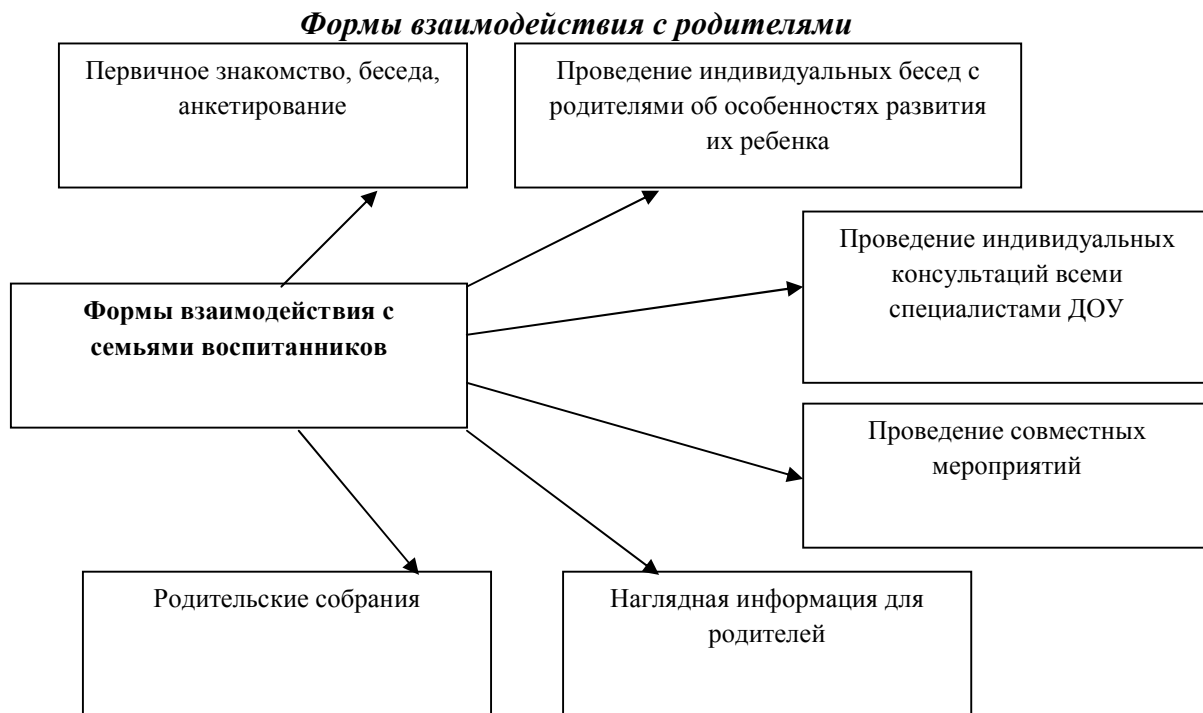 Формы взаимодействия с родителями
Первичное знакомство, беседа,
анкетирование
Проведение индивидуальных бесед с
родителями об особенностях развития
их ребенка
Проведение индивидуальных
консультаций всеми
специалистами ДОУ
Формы взаимодействия с
семьями воспитанников
Проведение совместных
мероприятий
Родительские собрания
Наглядная информация для
родителей